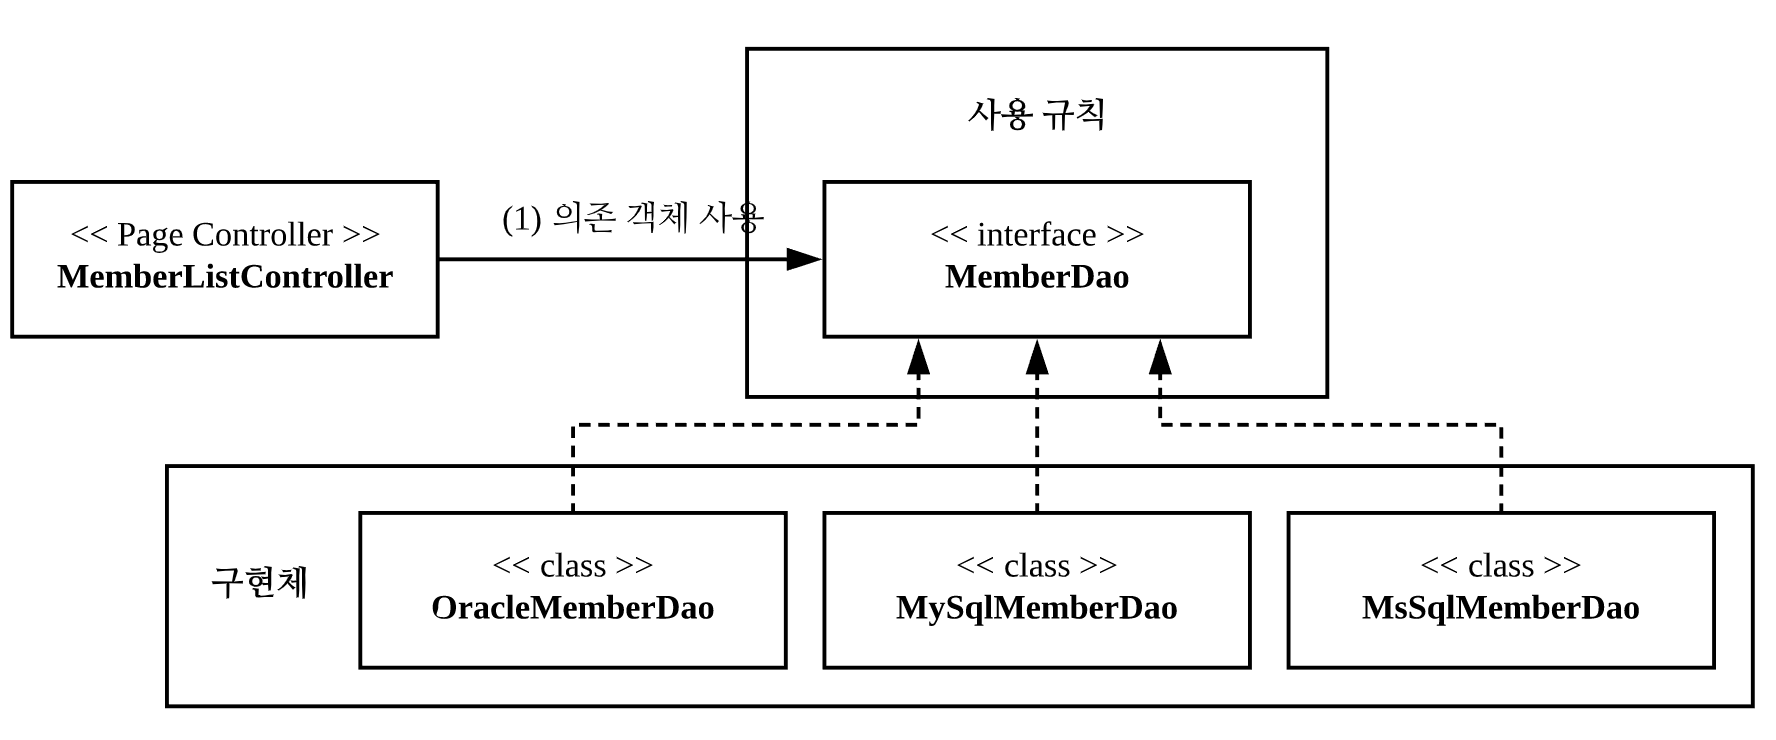 사용 규칙
<< Page Controller >>
MemberListController
(1) 의존 객체 사용
<< interface >>
MemberDao
구현체
<< class >>
OracleMemberDao
<< class >>
MySqlMemberDao
<< class >>
MsSqlMemberDao